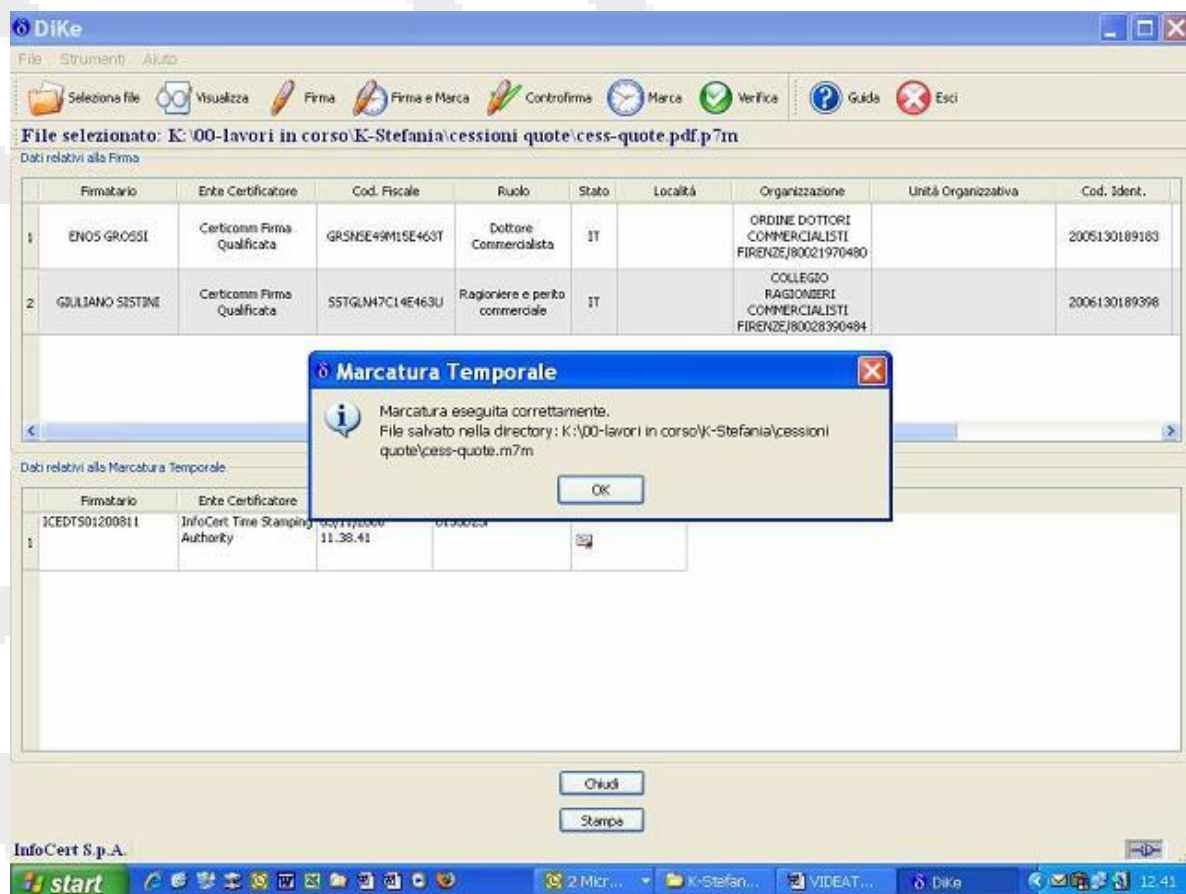 DiKe
File Strumenti Aiuto
Seleziona file Visualizza Firma Firma e Marca Controfirma Marca Verifica Guida Esci
File selezionato: K:\00-lavori in corso\K-Stefania\cessioni quote\cess-quote.pdf.p7m
Dati relativi alla Firma
Firmatario Ente Certificatore Cod. Fiscale Ruolo Stato Località Organizzazione Unità Organizzativa Cod. Ident.
1 ENOS GROSSI Certicomm Firma Qualificata GRSNSE49M15E463T Dottore Commercialista IT ORDINE DOTTORI COMMERCIALISTI FIRENZE/80021970480 2005130189183
2 GIULIANO SISTINI Certicomm Firma Qualificata SSTGLN47C14E463U Ragioniere e perito commerciale IT COLLEGIO RAGIONIERI COMMERCIALISTI FIRENZE/80028390484 2006130189398
Marcatura Temporale
Marcatura eseguita correttamente.
File salvato nella directory: K:\00-lavori in corso\K-Stefania\cessioni
quote\cess-quote.m7m
OK
Dati relativi alla Marcatura Temporale
Firmatario Ente Certificatore
1 ICEDTS01200811 InfoCert Time Stamping Authority 11.38.41
Chiudi
Stampa
InfoCert S.p.A.
start 2 Micr... K-Stefan... VIDEAT... DiKe 12.41